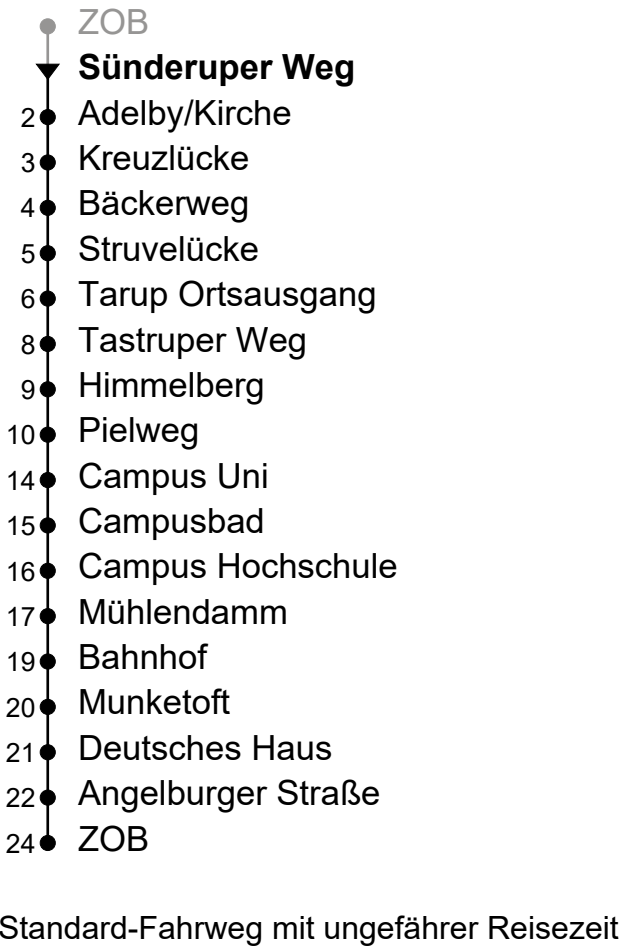 ZOB
Sünderuper Weg
2 Adelby/Kirche
3 Kreuzlücke
4 Bäckerweg
5 Struvelücke
6 Tarup Ortsausgang
8 Tastruper Weg
9 Himmelberg
10 Pielweg
14 Campus Uni
15 Campusbad
16 Campus Hochschule
17 Mühlendamm
19 Bahnhof
20 Munketoft
21 Deutsches Haus
22 Angelburger Straße
24 ZOB
Standard-Fahrweg mit ungefährer Reisezeit